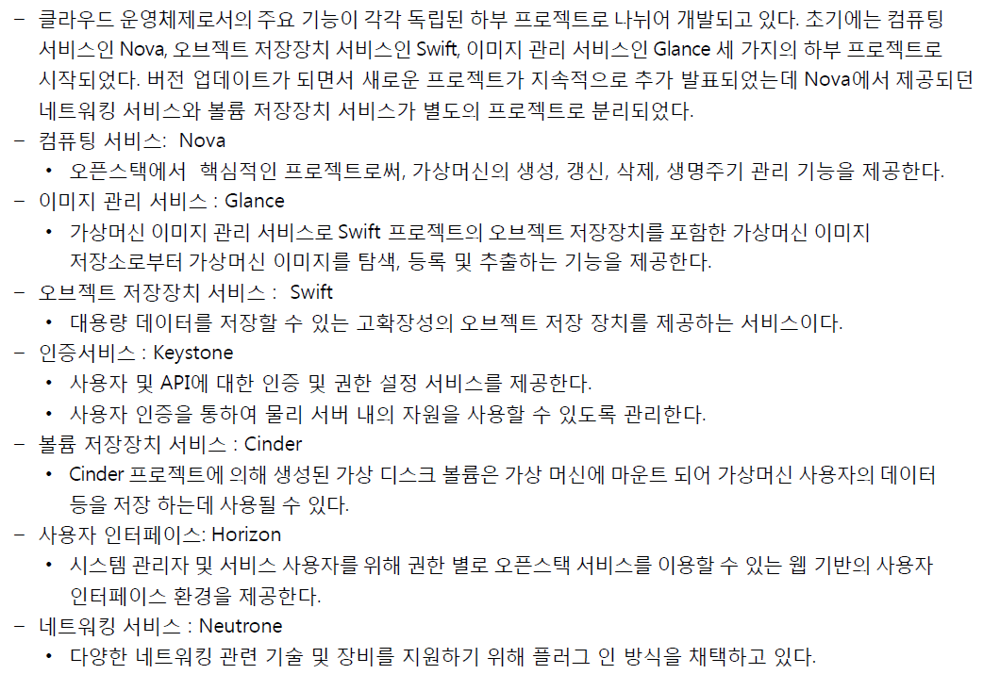 – 클라우드 운영체제로서의 주요 기능이 각각 독립된 하부 프로젝트로 나뉘어 개발되고 있다. 초기에는 컴퓨팅
서비스인 Nova, 오브젝트 저장장치 서비스인 Swift, 이미지 관리 서비스인 Glance 세 가지의 하부 프로젝트로
시작되었다. 버전 업데이트가 되면서 새로운 프로젝트가 지속적으로 추가 발표되었는데 Nova에서 제공되던
네트워킹 서비스와 볼륨 저장장치 서비스가 별도의 프로젝트로 분리되었다.
– 컴퓨팅 서비스: Nova
• 오픈스택에서 핵심적인 프로젝트로써, 가상머신의 생성, 갱신, 삭제, 생명주기 관리 기능을 제공한다.
– 이미지 관리 서비스 : Glance
• 가상머신 이미지 관리 서비스로 Swift 프로젝트의 오브젝트 저장장치를 포함한 가상머신 이미지
저장소로부터 가상머신 이미지를 탐색, 등록 및 추출하는 기능을 제공한다.
– 오브젝트 저장장치 서비스 : Swift
• 대용량 데이터를 저장할 수 있는 고확장성의 오브젝트 저장 장치를 제공하는 서비스이다.
– 인증서비스 : Keystone
• 사용자 및 API에 대한 인증 및 권한 설정 서비스를 제공한다.
• 사용자 인증을 통하여 물리 서버 내의 자원을 사용할 수 있도록 관리한다.
– 볼륨 저장장치 서비스 : Cinder
• Cinder 프로젝트에 의해 생성된 가상 디스크 볼륨은 가상 머신에 마운트 되어 가상머신 사용자의 데이터
등을 저장 하는데 사용될 수 있다.
– 사용자 인터페이스: Horizon
• 시스템 관리자 및 서비스 사용자를 위해 권한 별로 오픈스택 서비스를 이용할 수 있는 웹 기반의 사용자
인터페이스 환경을 제공한다.
– 네트워킹 서비스 : Neutrone
• 다양한 네트워킹 관련 기술 및 장비를 지원하기 위해 플러그 인 방식을 채택하고 있다.